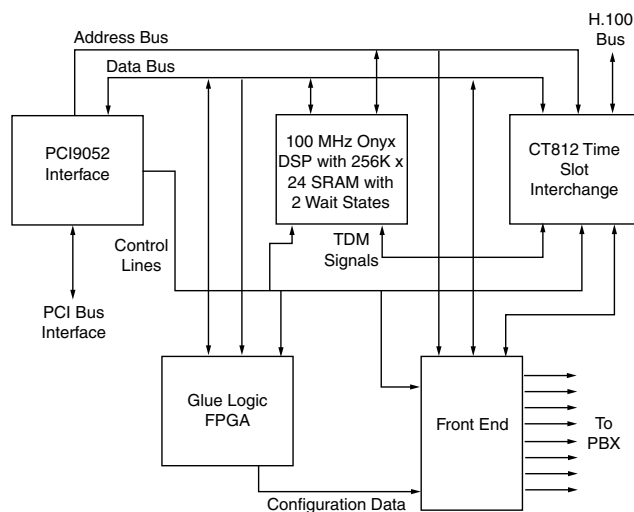 Address Bus
H.100
Bus
Data Bus
PCI9052
Interface
100 MHz Onyx
DSP with 256K x
24 SRAM with
2 Wait States
CT812 Time
Slot
Interchange
Control
Lines
TDM
Signals
PCI Bus
Interface
Glue Logic
FPGA
Front End
To
PBX
Configuration Data